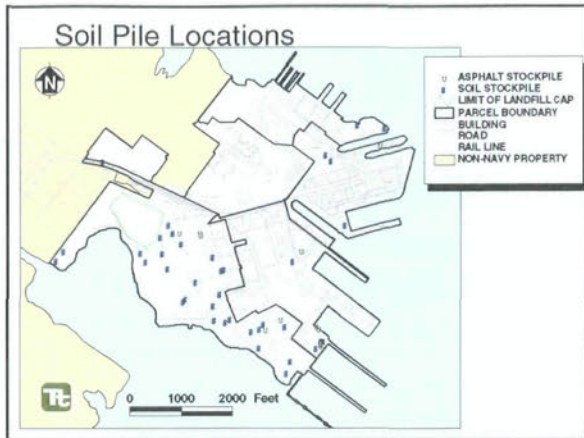 Soil Pile Locations
N
ASPHALT STOCKPILE
SOIL STOCKPILE
LIMIT OF LANDFILL CAP
PARCEL BOUNDARY
BUILDING
ROAD
RAIL LINE
NON-NAVY PROPERTY
Tt
0 1000 2000 Feet